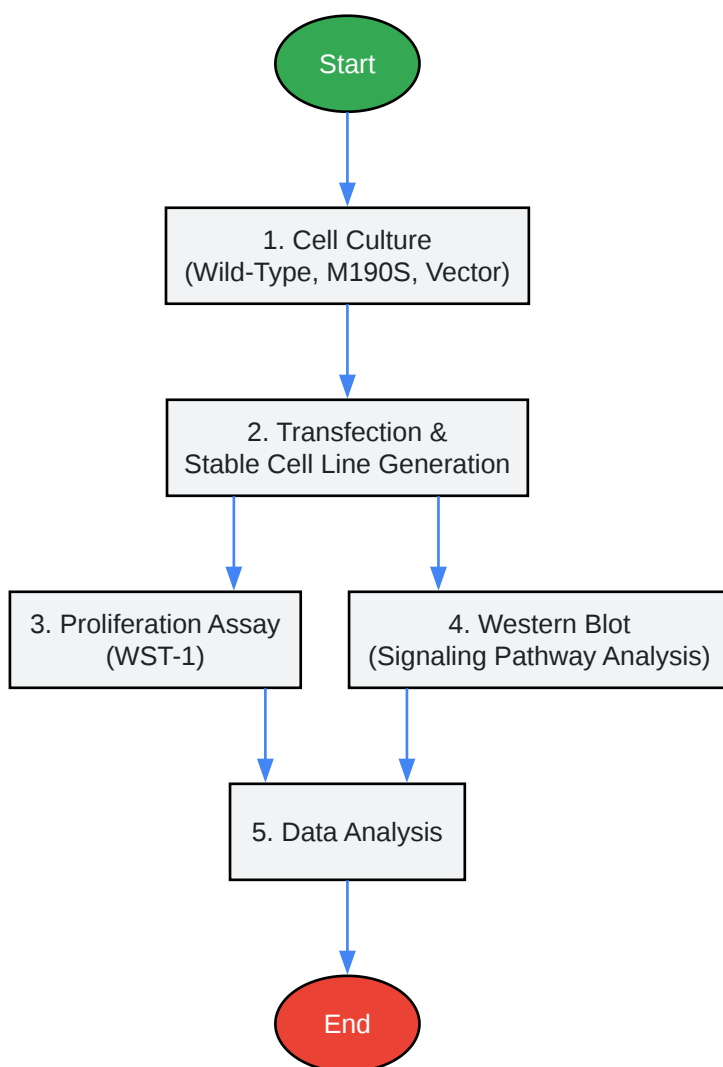 Start
1. Cell Culture
(Wild-Type, M190S, Vector)
2. Transfection &
Stable Cell Line Generation
3. Proliferation Assay
(WST-1)
4. Western Blot
(Signaling Pathway Analysis)
5. Data Analysis
End